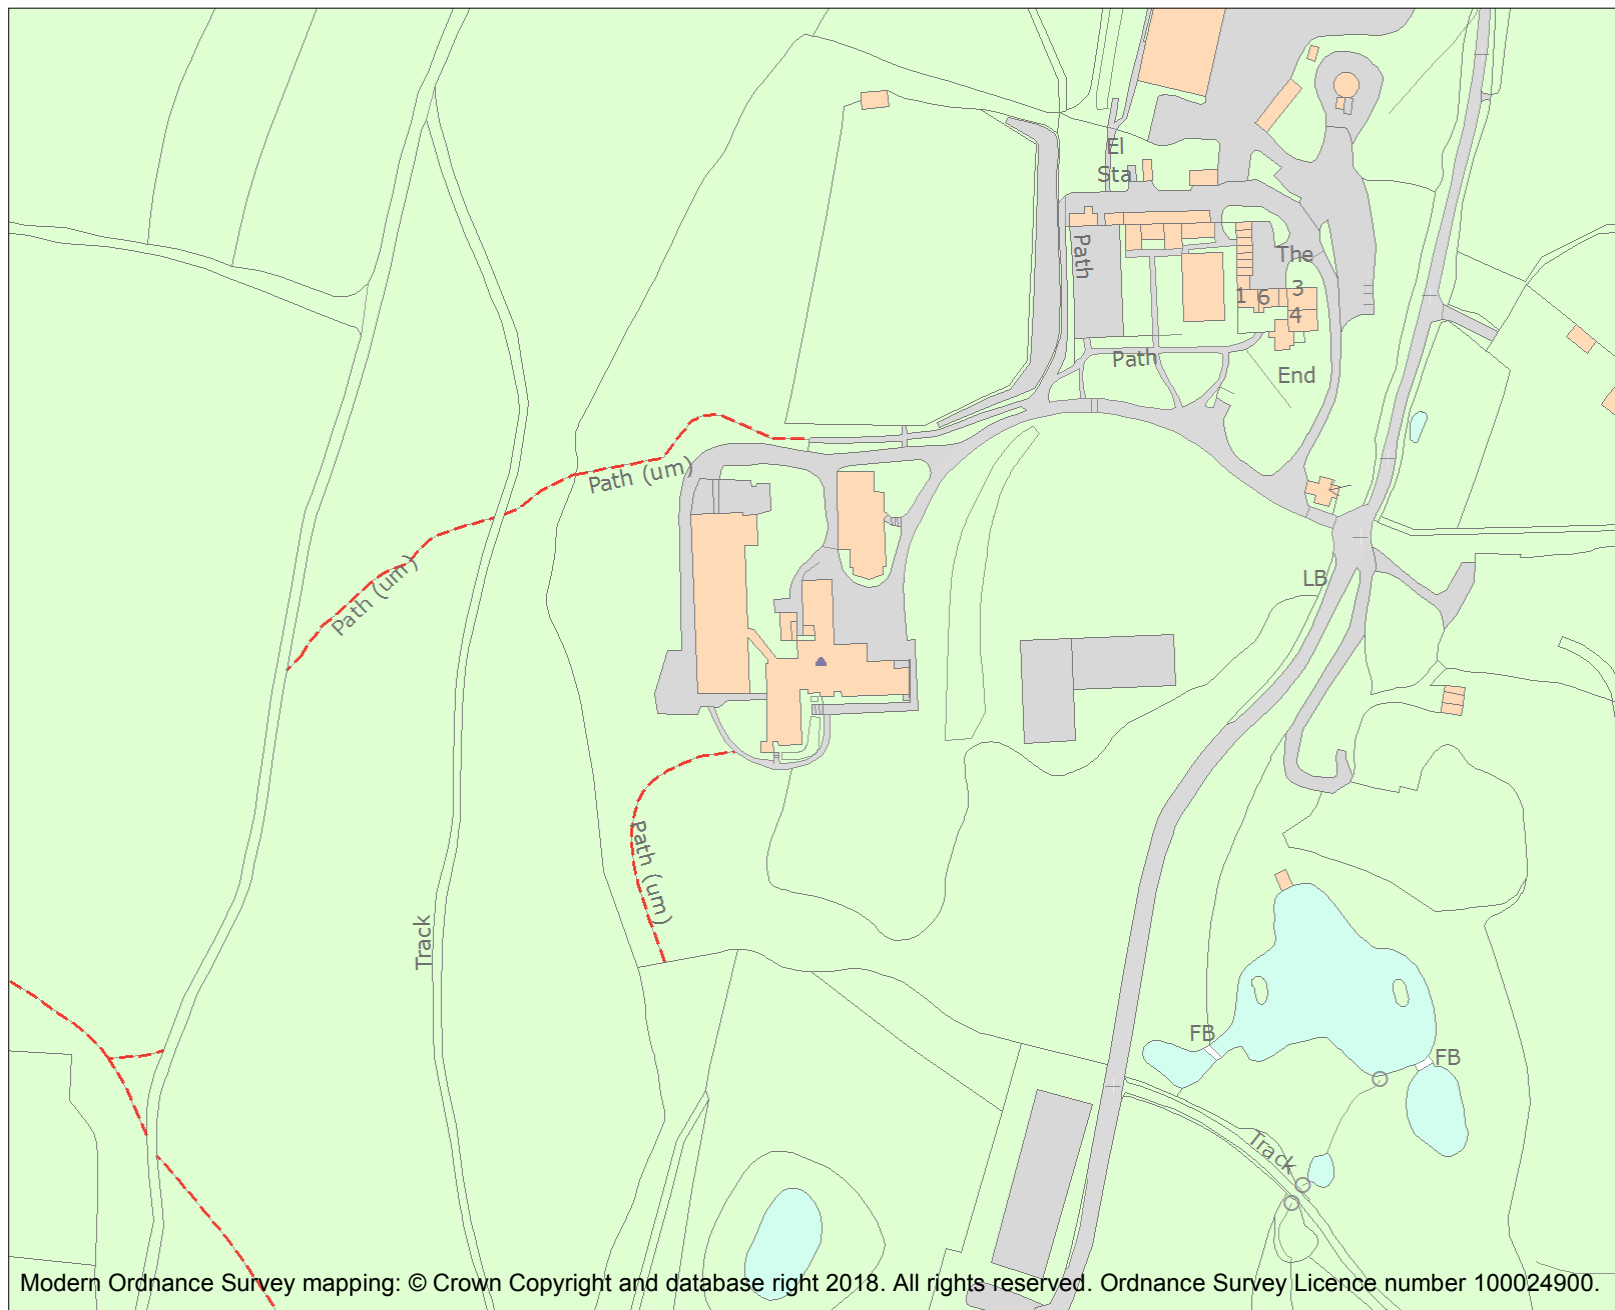 El
Sta
Path
The
3
1 6
4
Path
End
Path (um)
Path (um)
LB
Path (um)
Track
FB
FB
Track
Modern Ordnance Survey mapping: © Crown Copyright and database right 2018. All rights reserved. Ordnance Survey Licence number 100024900.